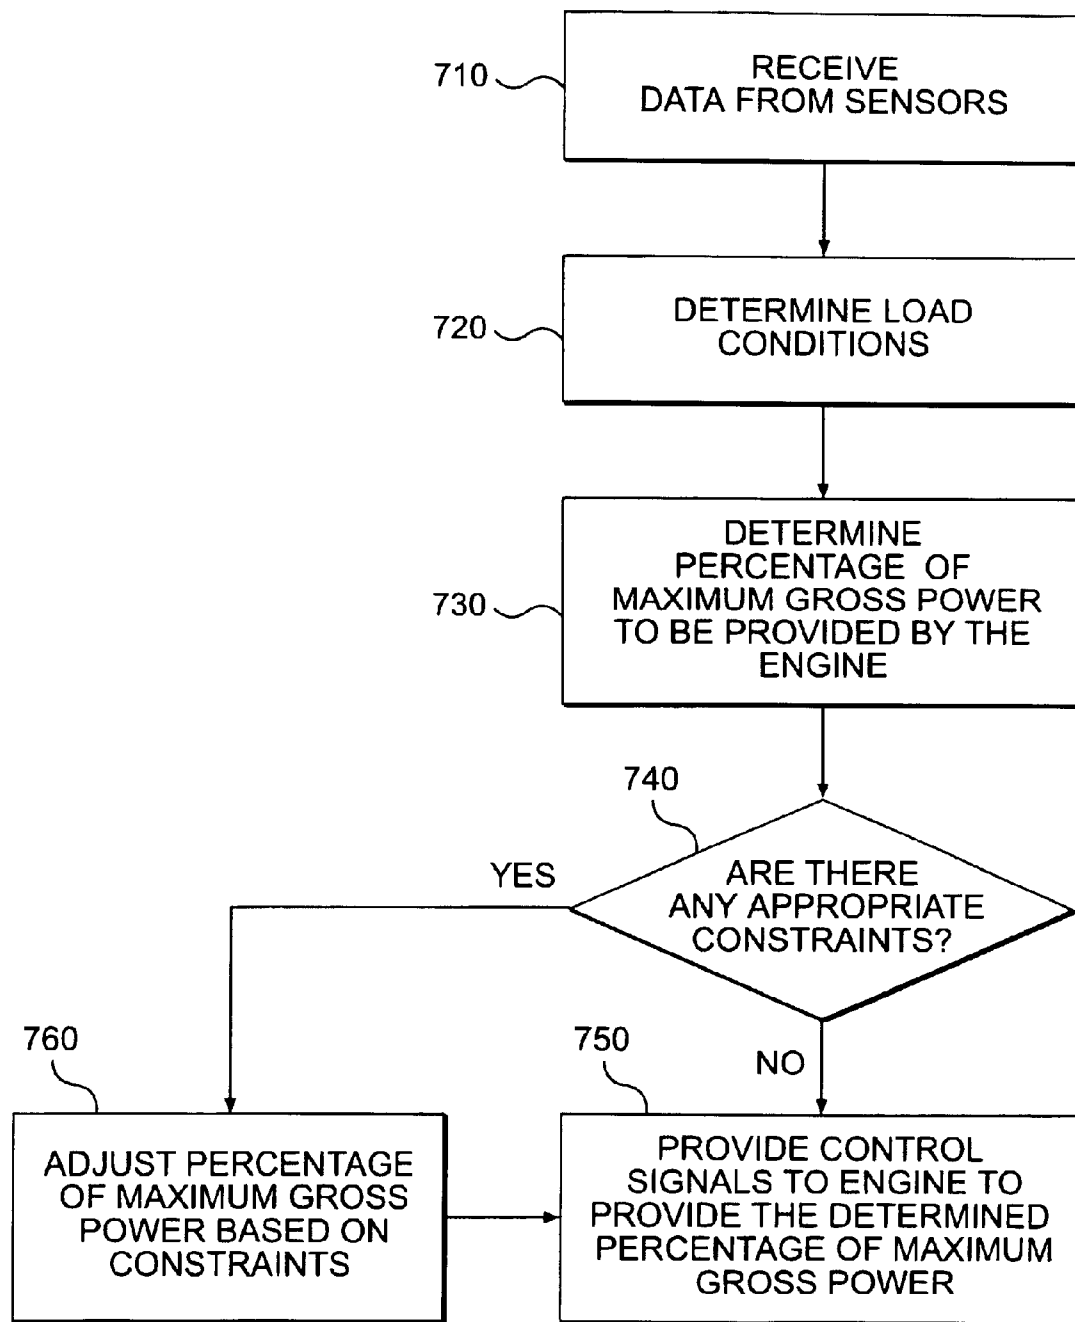 710
RECEIVE
DATA FROM SENSORS
720
DETERMINE LOAD
CONDITIONS
730
DETERMINE
PERCENTAGE OF
MAXIMUM GROSS POWER
TO BE PROVIDED BY THE
ENGINE
740
YES
ARE THERE
ANY APPROPRIATE
CONSTRAINTS?
NO
760
ADJUST PERCENTAGE
OF MAXIMUM GROSS
POWER BASED ON
CONSTRAINTS
750
PROVIDE CONTROL
SIGNALS TO ENGINE TO
PROVIDE THE DETERMINED
PERCENTAGE OF MAXIMUM
GROSS POWER